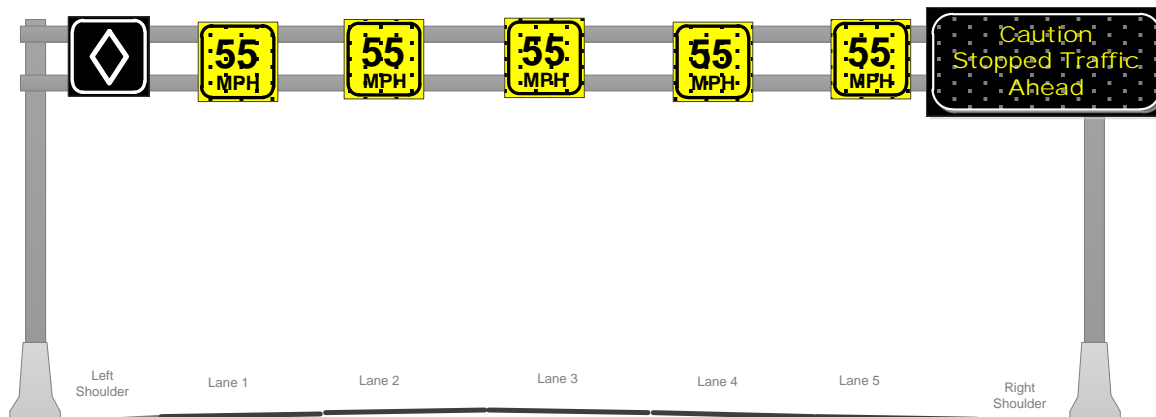 55
MPH
55
MPH
55
MPH
55
MPH
55
MPH
Caution
Stopped Traffic
Ahead
Left
Shoulder
Lane 1
Lane 2
Lane 3
Lane 4
Lane 5
Right
Shoulder